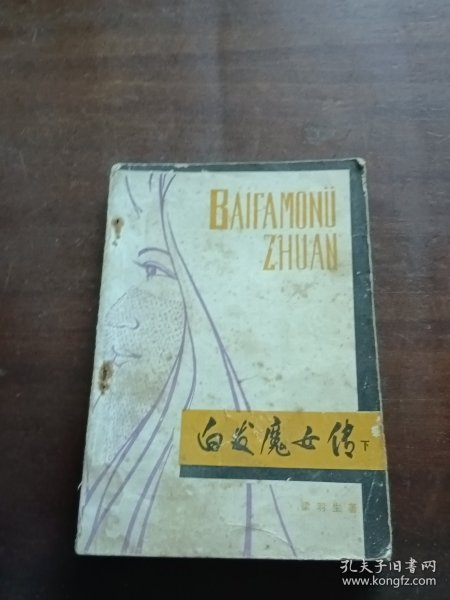 BAIFAMONÜ
ZHUAN
白发魔女传 下
梁羽生著
孔夫子旧书网
www.kongfz.com